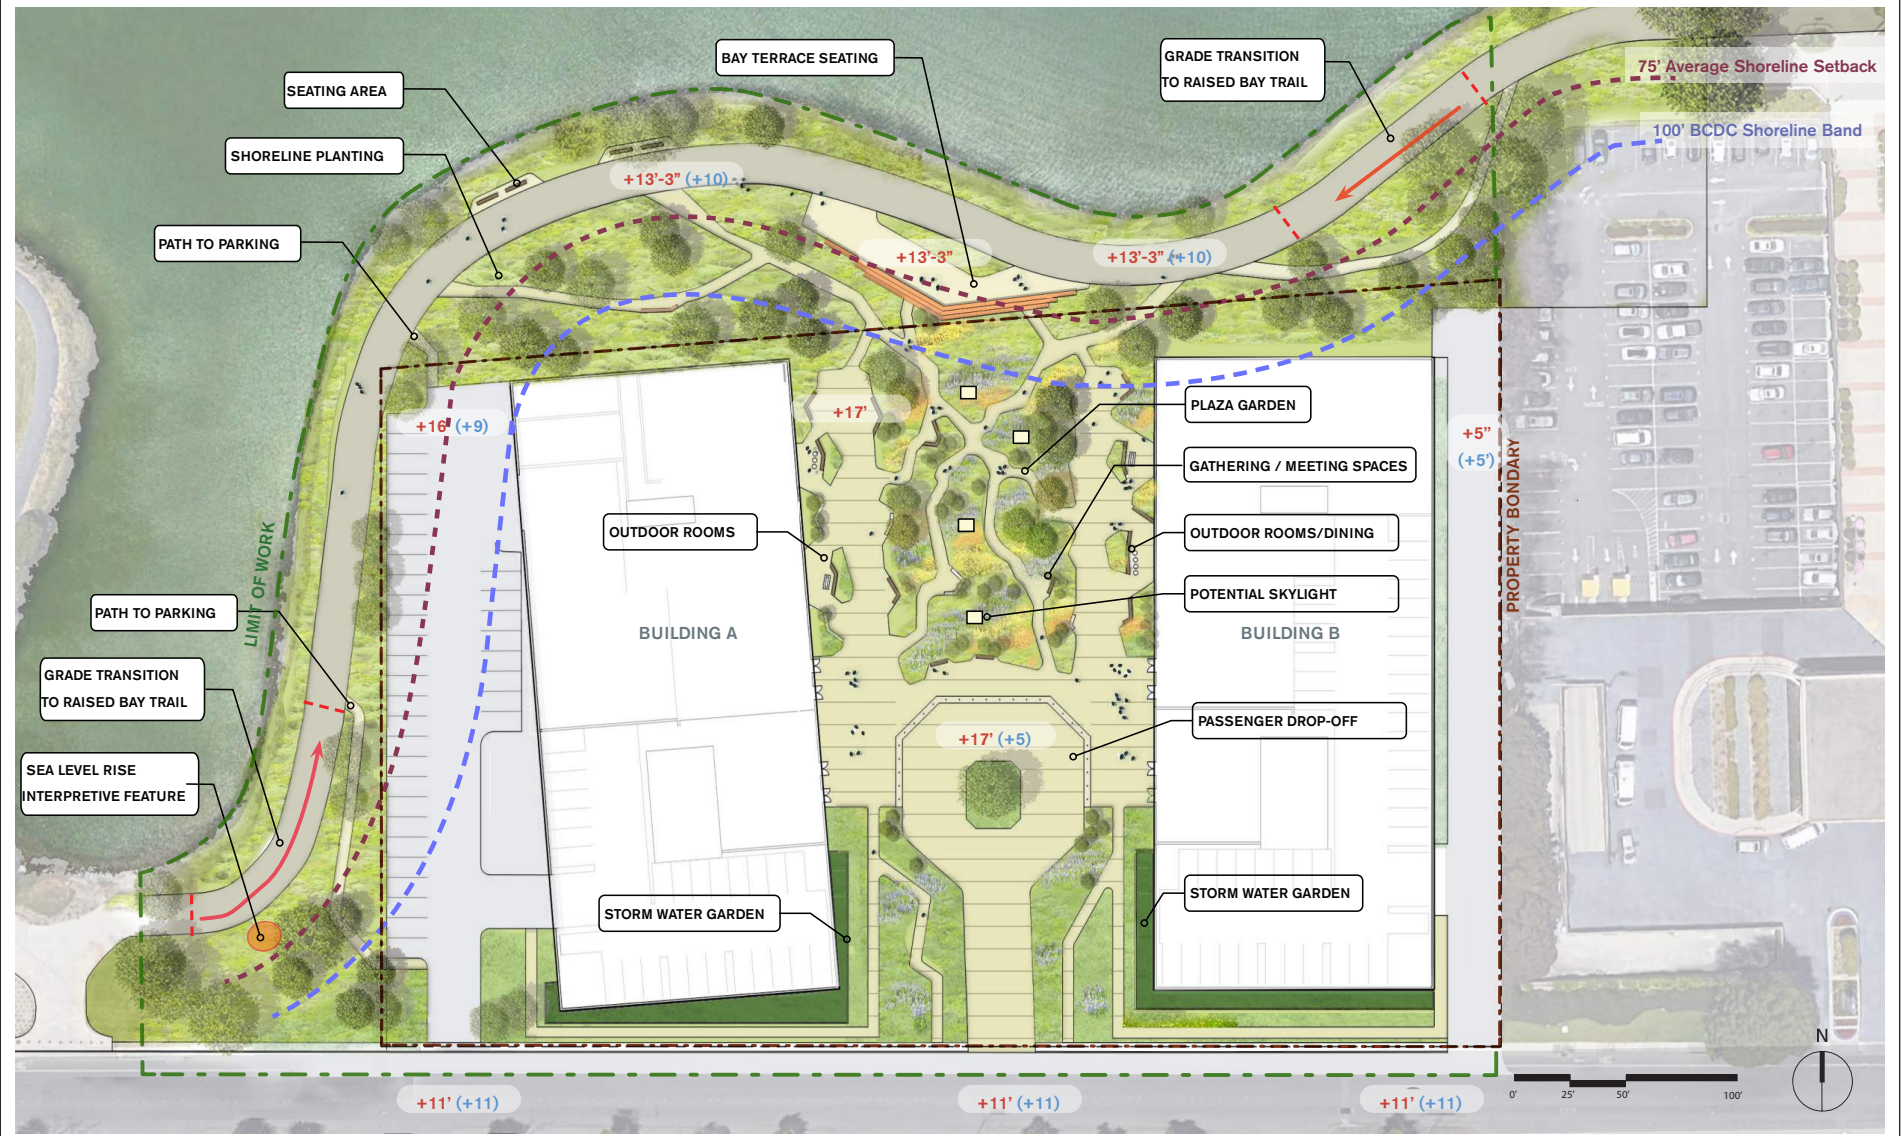 BAY TERRACE SEATING
GRADE TRANSITION
TO RAISED BAY TRAIL
75' Average Shoreline Setback
SEATING AREA
100' BCDC Shoreline Band
SHORELINE PLANTING
+13'-3" (+10)
PATH TO PARKING
+13'-3"
+13'-3" (+10)
+16' (+9)
+17'
PLAZA GARDEN
+5"
(+5')
GATHERING / MEETING SPACES
PROPERTY BONDARY
OUTDOOR ROOMS
OUTDOOR ROOMS/DINING
LIMIT OF WORK
POTENTIAL SKYLIGHT
PATH TO PARKING
BUILDING A
BUILDING B
GRADE TRANSITION
TO RAISED BAY TRAIL
PASSENGER DROP-OFF
+17' (+5)
SEA LEVEL RISE
INTERPRETIVE FEATURE
STORM WATER GARDEN
STORM WATER GARDEN
N
0' 25' 50' 100'
+11' (+11)
+11' (+11)
+11' (+11)